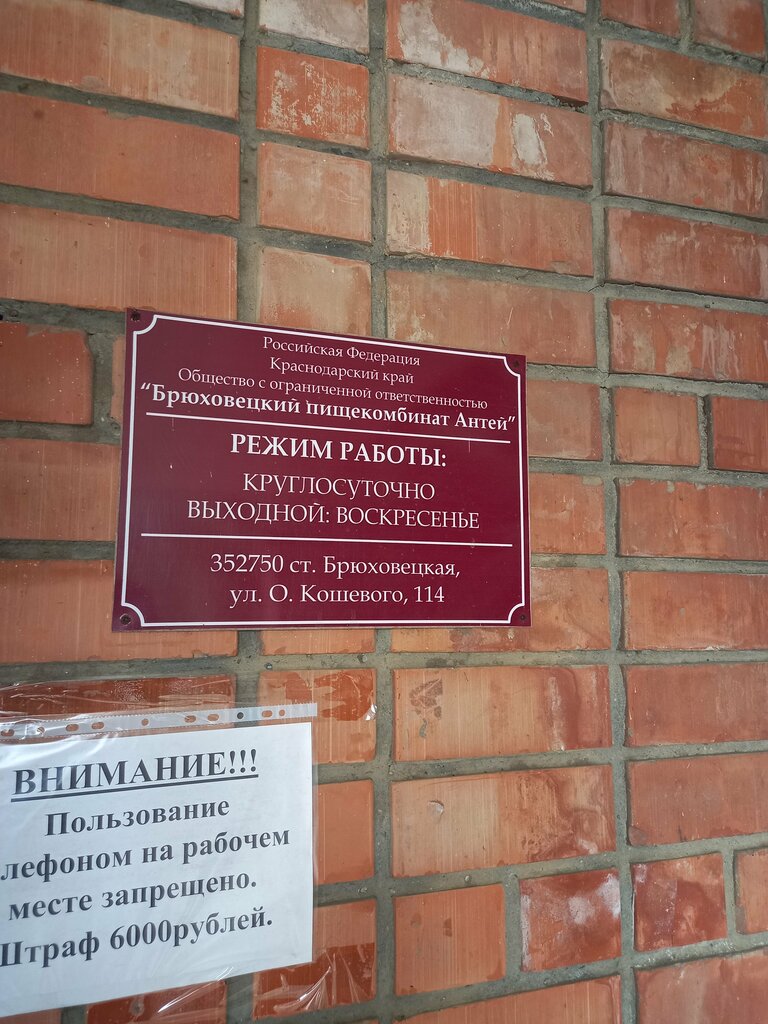 Российская Федерация
Краснодарский край
Общество с ограниченной ответственностью
“Брюховецкий пищекомбинат Антей”
РЕЖИМ РАБОТЫ:
КРУГЛОСУТОЧНО
ВЫХОДНОЙ: ВОСКРЕСЕНЬЕ
352750 ст. Брюховецкая,
ул. О. Кошевого, 114
ВНИМАНИЕ!!!
Пользование
лефоном на рабочем
месте запрещено.
Штраф 6000рублей.